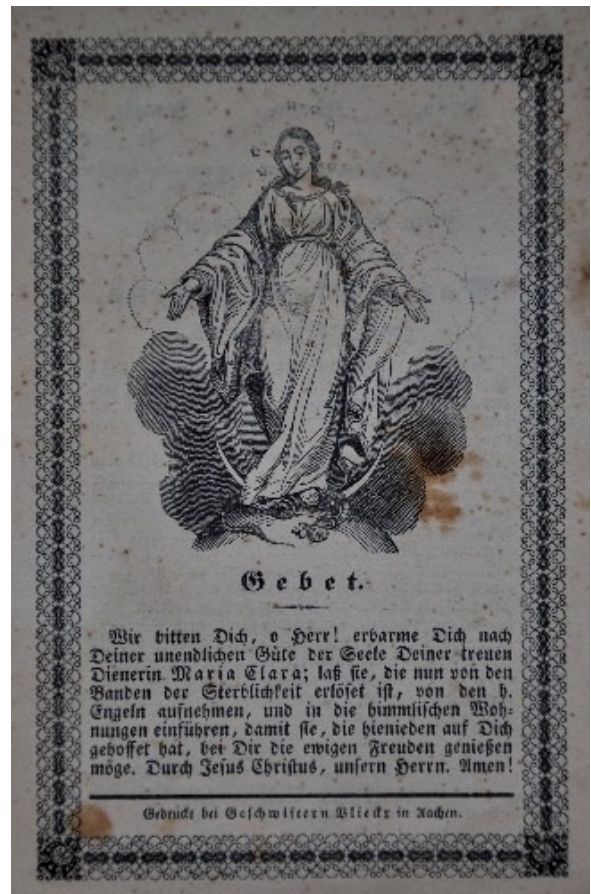 Gebet.
Wir bitten Dich, o Herr! erbarme Dich nach
Deiner unendlichen Güte der Seele Deiner treuen
Dienerin Maria Clara; laß sie, die nun von den
Banden der Sterblichkeit erlöset ist, von den h.
Engeln aufnehmen, und in die himmlischen Woh-
nungen einführen, damit sie, die hienieden auf Dich
gehoffet hat, bei Dir die ewigen Freuden genießen
möge. Durch Jesus Christus, unsern Herrn. Amen!
Gedruckt bei Geschwistern Vlieckx in Aachen.